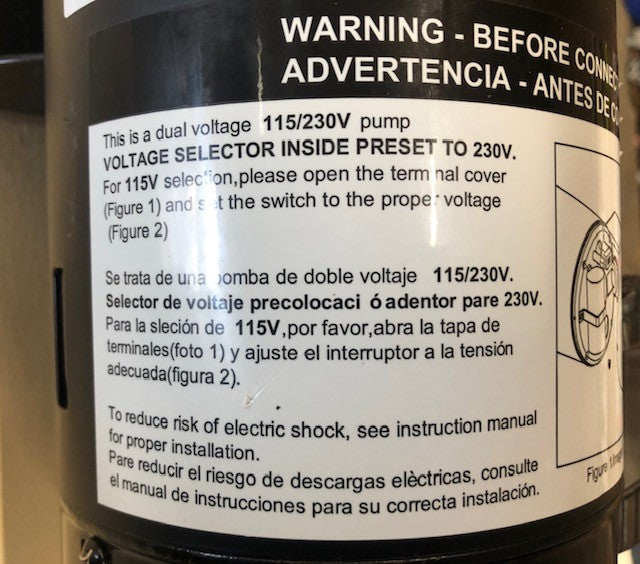 WARNING - BEFORE
ADVERTENCIA - ANTES DE
This is a dual voltage 115/230V pump
VOLTAGE SELECTOR INSIDE PRESET TO 230V.
For 115V selection,please open the terminal cover
(Figure 1) and set the switch to the proper voltage
(Figure 2)
Se trata de una bomba de doble voltaje 115/230V.
Selector de voltaje precolocaci ó adentor pare 230V.
Para la sleción de 115V,por favor,abra la tapa de
terminales(foto 1) y ajuste el interruptor a la tensión
adecuada(figura 2).
To reduce risk of electric shock, see instruction manual
for proper installation.
Pare reducir el riesgo de descargas elèctricas, consulte
el manual de instrucciones para su correcta instalación.
Figure